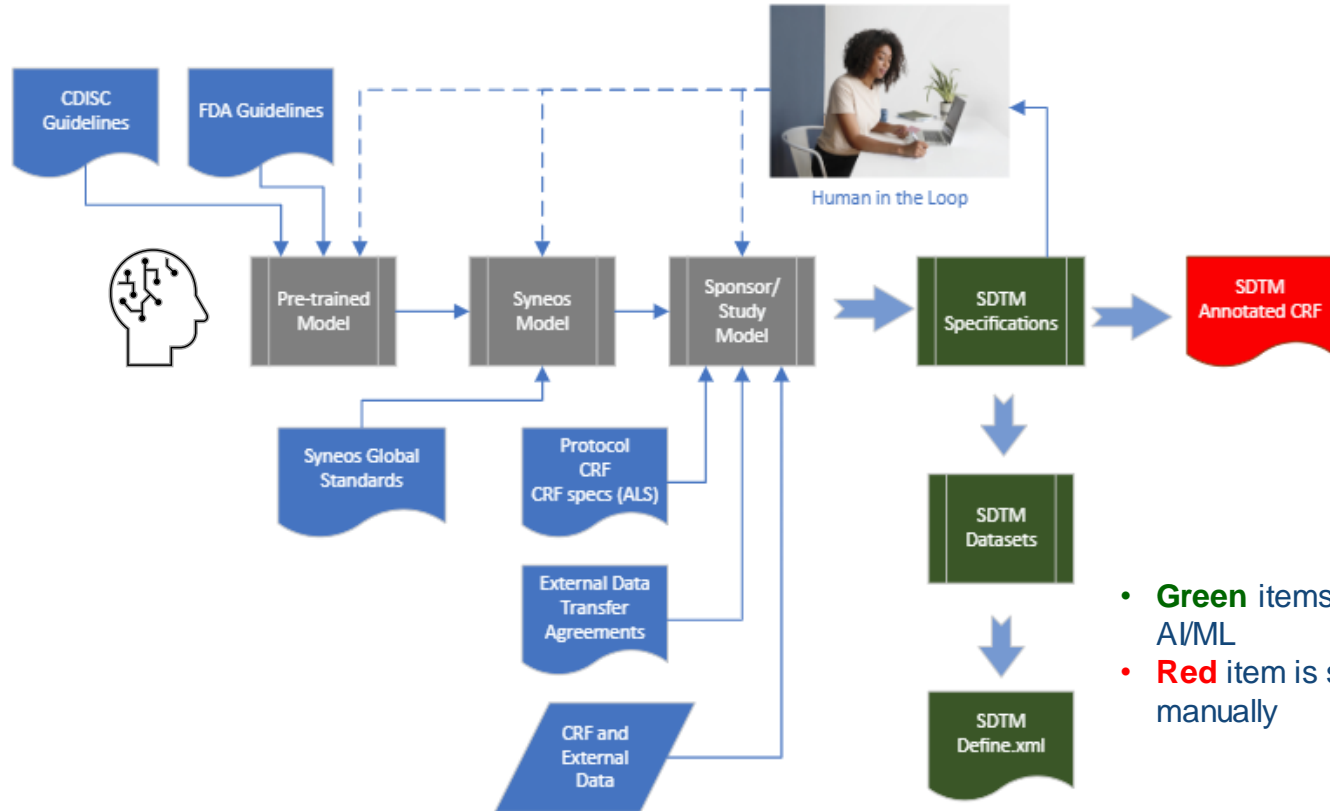 CDISC
Guidelines
FDA Guidelines
Human in the Loop
Pre-trained
Model
Syneos
Model
Sponsor/
Study
Model
SDTM
Specifications
SDTM
Annotated CRF
Syneos Global
Standards
Protocol
CRF
CRF specs (ALS)
SDTM
Datasets
External Data
Transfer
Agreements
• Green items
AI/ML
• Red item is
manually
CRF and
External
Data
SDTM
Define.xml